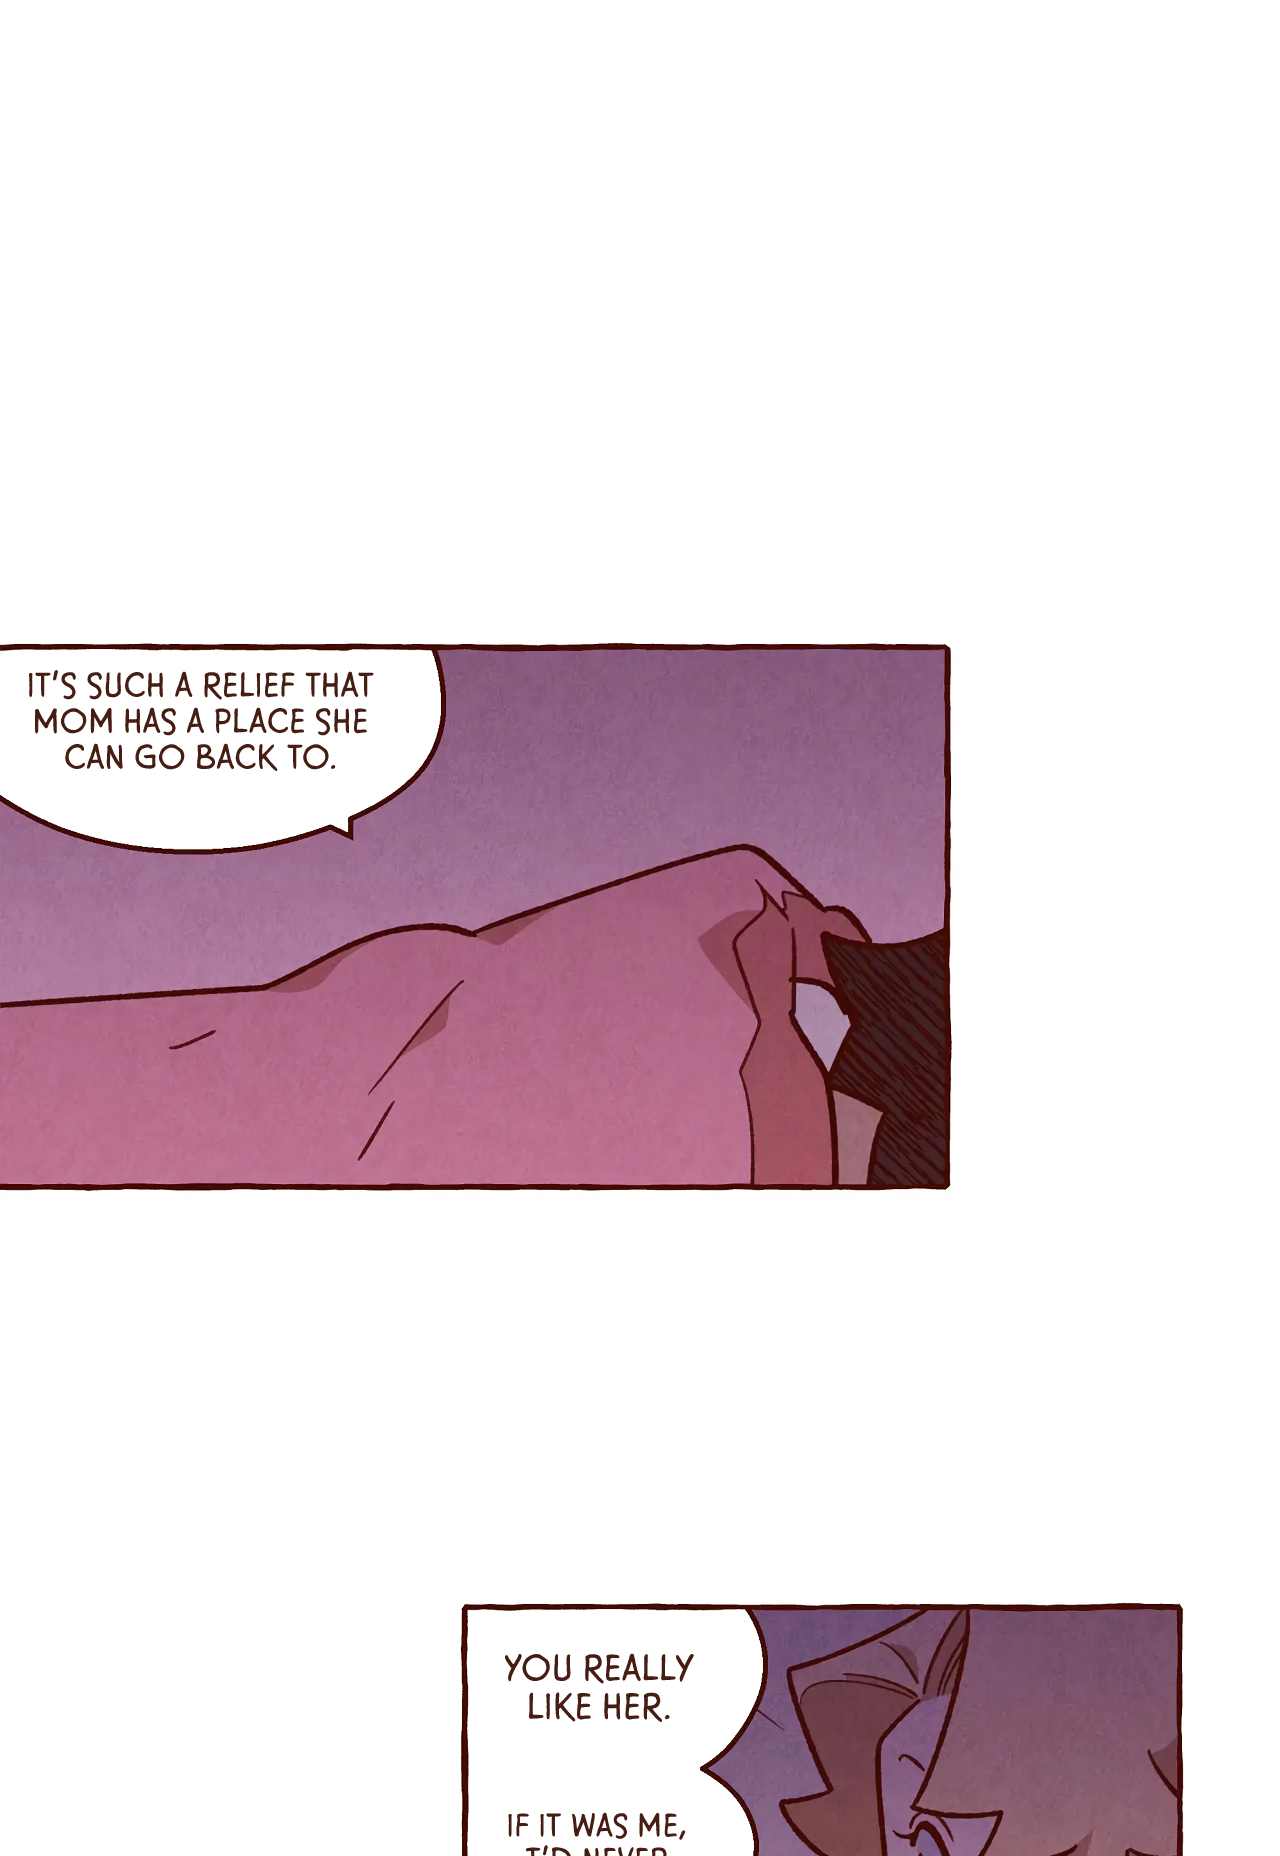 IT'S SUCH A RELIEF THAT
MOM HAS A PLACE SHE
CAN GO BACK TO.
YOU REALLY
LIKE HER.
IF IT WAS ME,
I'D NEVER